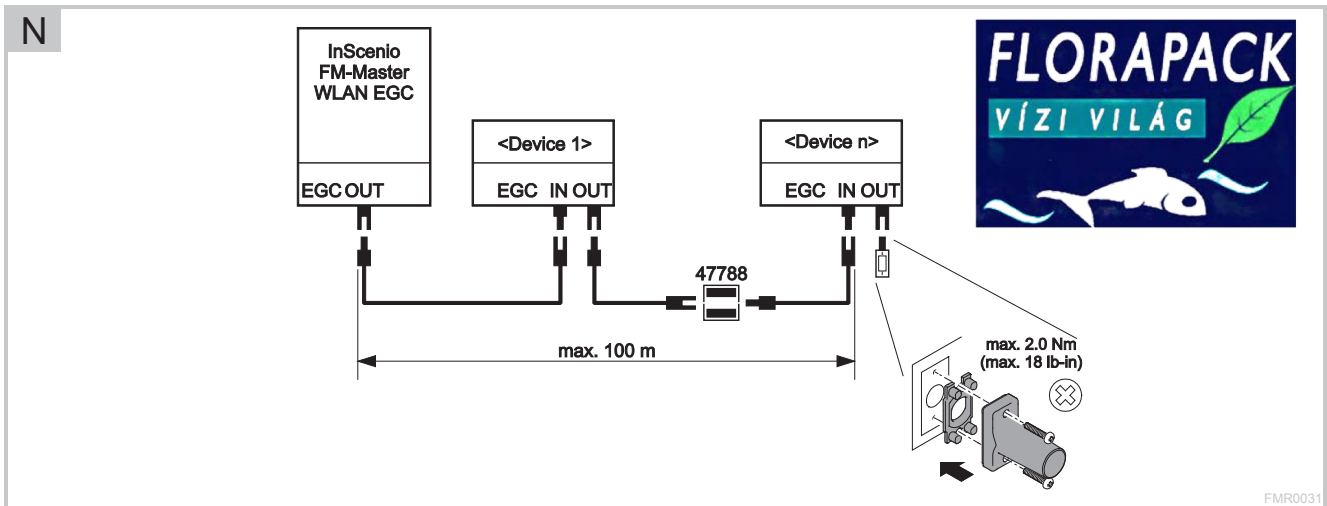 N
InScenio
FM-Master
WLAN EGC
EGC OUT
<Device 1>
EGC IN OUT
<Device n>
EGC IN OUT
47788
max. 100 m
max. 2.0 Nm
(max. 18 lb-in)
FLORAPACK
VÍZI VILÁG
FMR0031